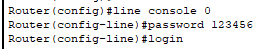 Router(config)#line console 0
Router(config-line)#password 123456
Router(config-line)#login